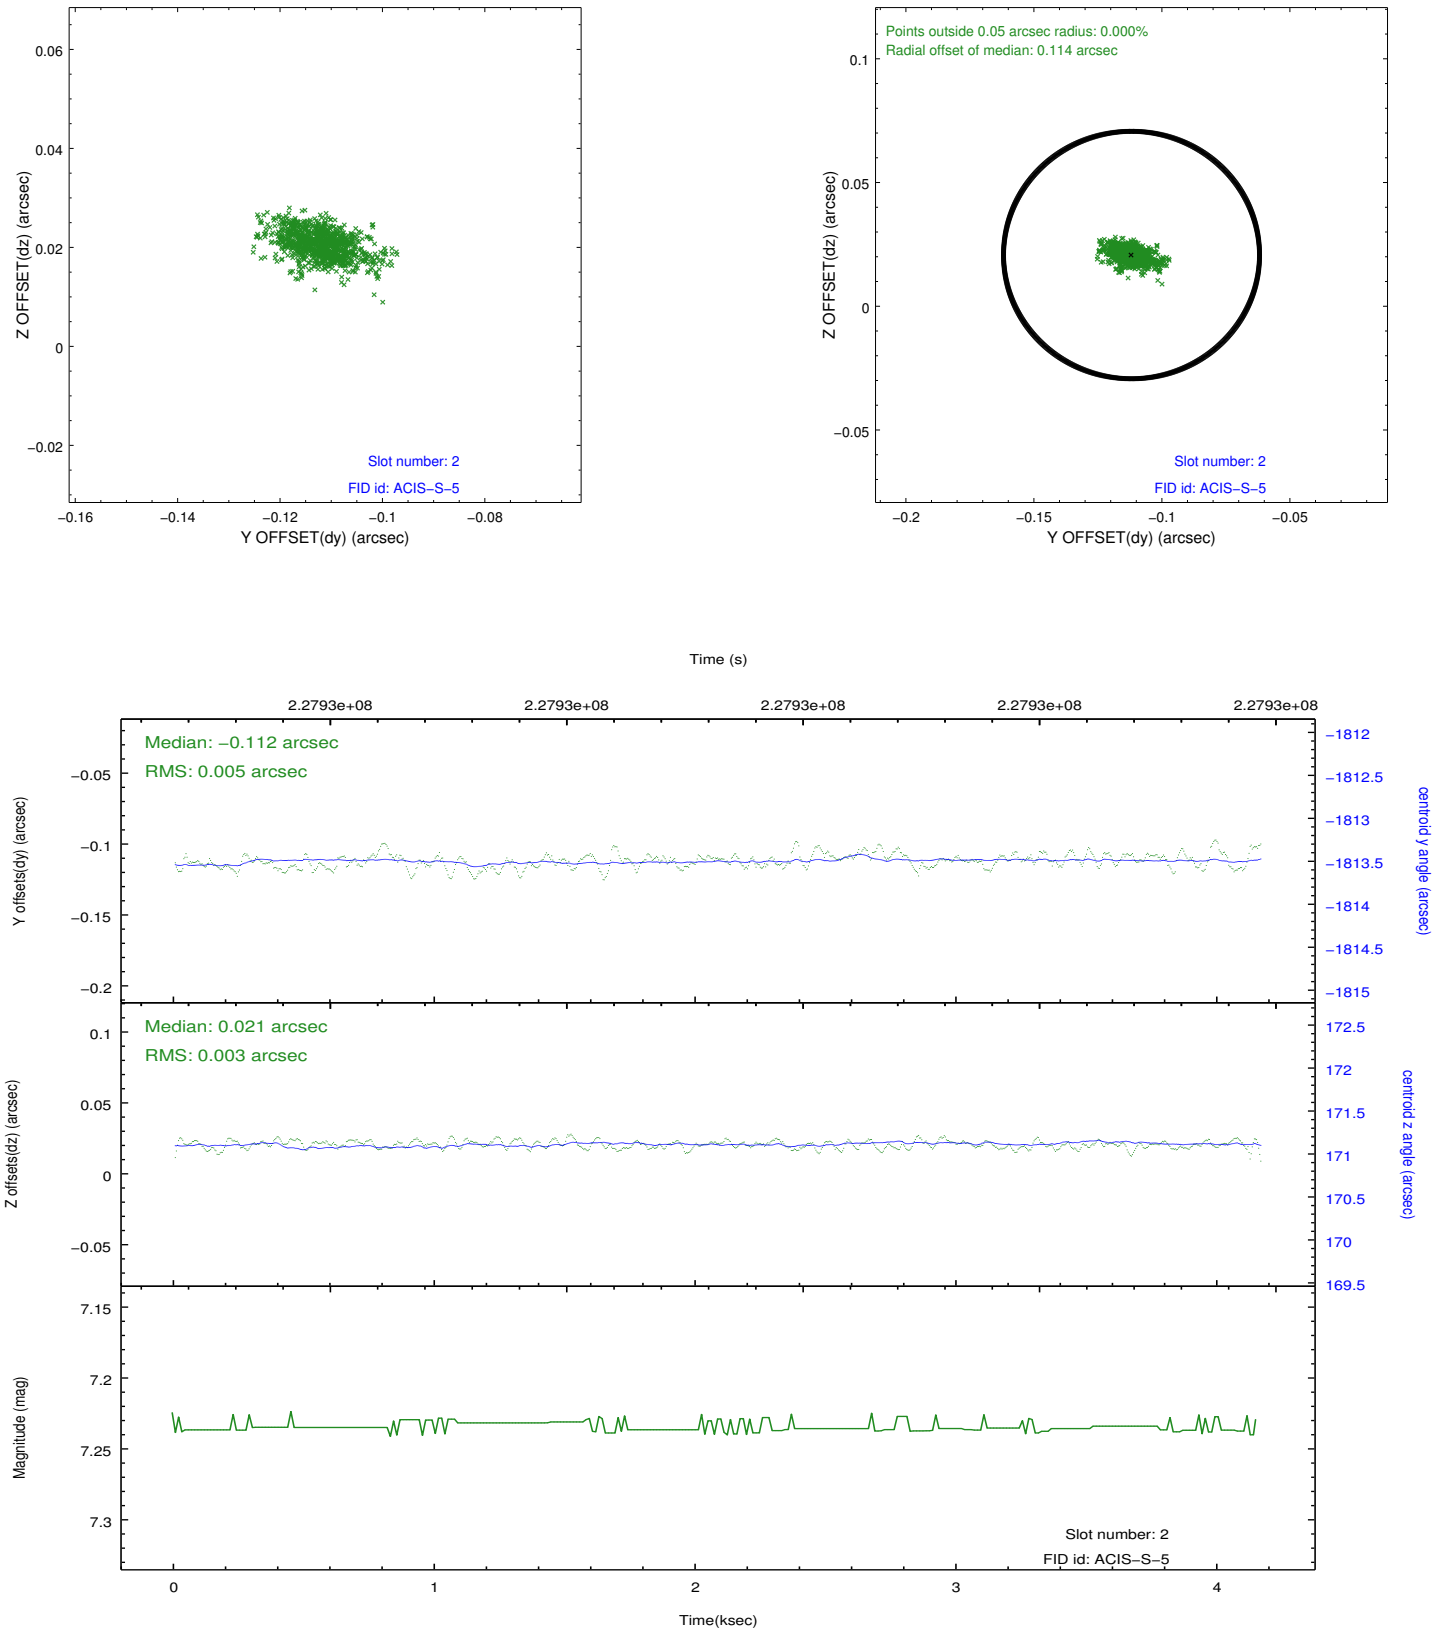 0.06
0.04
0.02
0
−0.02
Z OFFSET(dz) (arcsec)
Slot number: 2
FID id: ACIS−S−5
−0.16
−0.14
−0.12
−0.1
−0.08
Y OFFSET(dy) (arcsec)
Points outside 0.05 arcsec radius: 0.000%
Radial offset of median: 0.114 arcsec
0.1
0.05
0
−0.05
Z OFFSET(dz) (arcsec)
Slot number: 2
FID id: ACIS−S−5
−0.2
−0.15
−0.1
−0.05
Y OFFSET(dy) (arcsec)
Time (s)
2.2793e+08
2.2793e+08
2.2793e+08
2.2793e+08
2.2793e+08
Median: −0.112 arcsec
RMS: 0.005 arcsec
−0.05
−0.1
−0.15
−0.2
Y offsets(dy) (arcsec)
−1812
−1812.5
−1813
−1813.5
−1814
−1814.5
−1815
centroid y angle (arcsec)
Median: 0.021 arcsec
RMS: 0.003 arcsec
0.1
0.05
0
−0.05
Z offsets(dz) (arcsec)
172.5
172
171.5
171
170.5
170
169.5
centroid z angle (arcsec)
7.15
7.2
7.25
7.3
Magnitude (mag)
Slot number: 2
FID id: ACIS−S−5
0
1
2
3
4
Time(ksec)